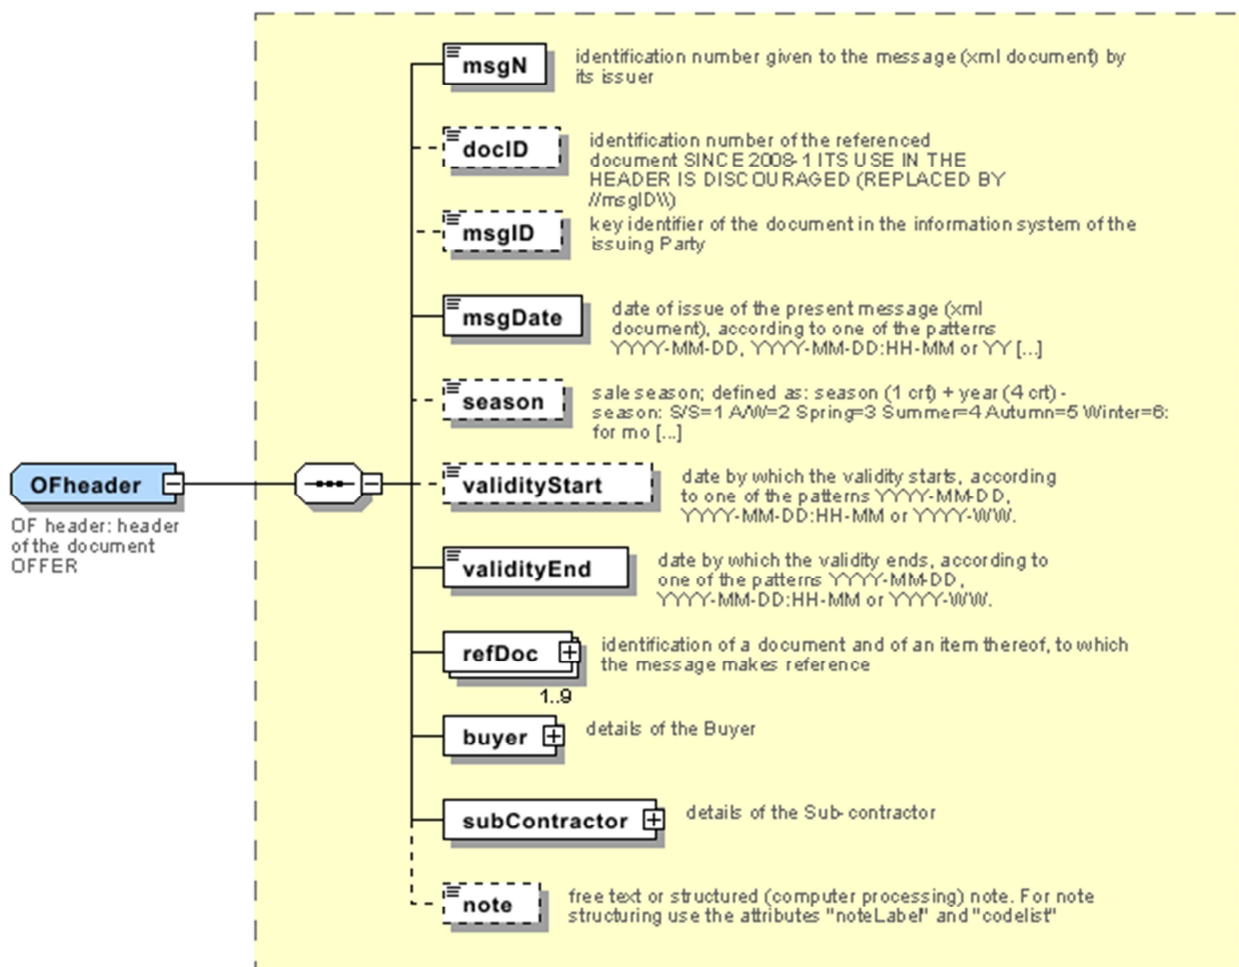 msgN
identification number given to the message (xml document) by
its issuer
docID
identification number of the referenced
document SINCE 2008-1 ITS USE IN THE
HEADER IS DISCOURAGED (REPLACED BY
//msgID\\)
msgID
key identifier of the document in the information system of the
issuing Party
msgDate
date of issue of the present message (xml
document), according to one of the patterns
YYYY-MM-DD, YYYY-MM-DD:HH-MM or YY [...]
season
sale season; defined as: season (1 crt) + year (4 crt) -
season: S/S=1 A/W=2 Spring=3 Summer=4 Autumn=5 Winter=6:
for mo [...]
OFheader
OF header: header
of the document
OFFER
validityStart
date by which the validity starts, according
to one of the patterns YYYY-MM-DD,
YYYY-MM-DD:HH-MM or YYYY-WW.
validityEnd
date by which the validity ends, according to
one of the patterns YYYY-MM-DD,
YYYY-MM-DD:HH-MM or YYYY-WW.
refDoc
identification of a document and of an item thereof, to which
the message makes reference
1..9
buyer
details of the Buyer
subContractor
details of the Sub-contractor
note
free text or structured (computer processing) note. For note
structuring use the attributes "noteLabel" and "codelist"